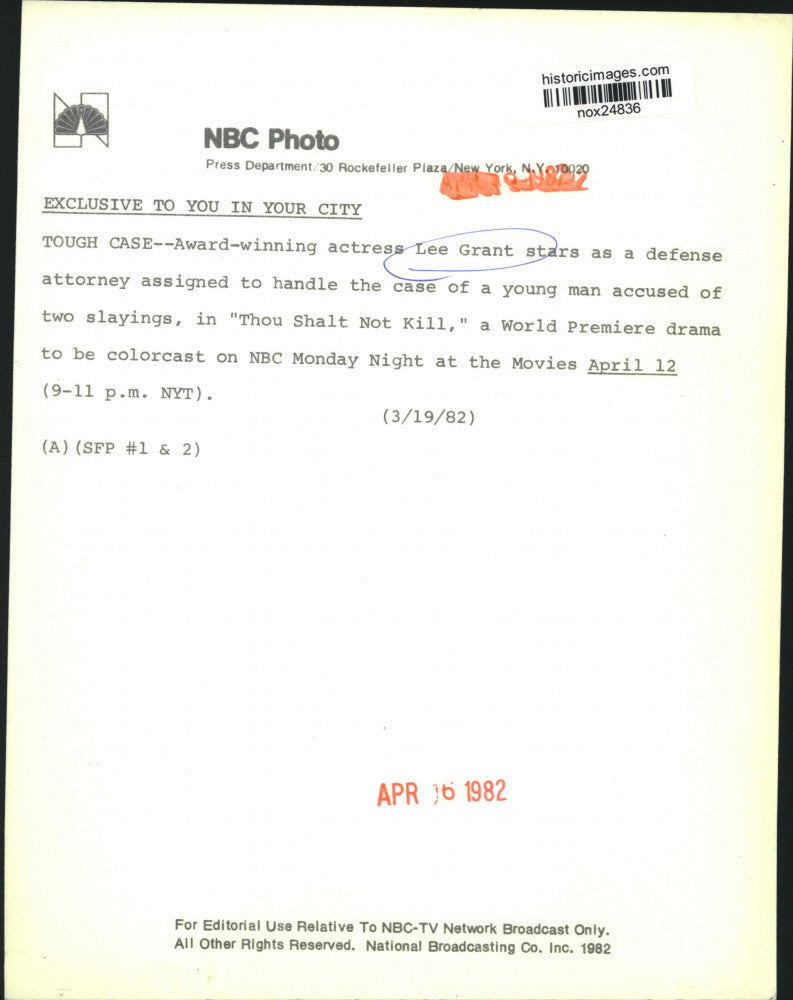 historicimages.com
nox24836
NBC Photo
Press Department/30 Rockefeller Plaza/New York, N.Y. 10020
EXCLUSIVE TO YOU IN YOUR CITY
TOUGH CASE--Award-winning actress Lee Grant stars as a defense
attorney assigned to handle the case of a young man accused of
two slayings, in "Thou Shalt Not Kill," a World Premiere drama
to be colorcast on NBC Monday Night at the Movies April 12
(9-11 p.m. NYT).
(3/19/82)
(A)(SFP #1 & 2)
APR 1982
For Editorial Use Relative To NBC-TV Network Broadcast Only.
All Other Rights Reserved. National Broadcasting Co. Inc. 1982